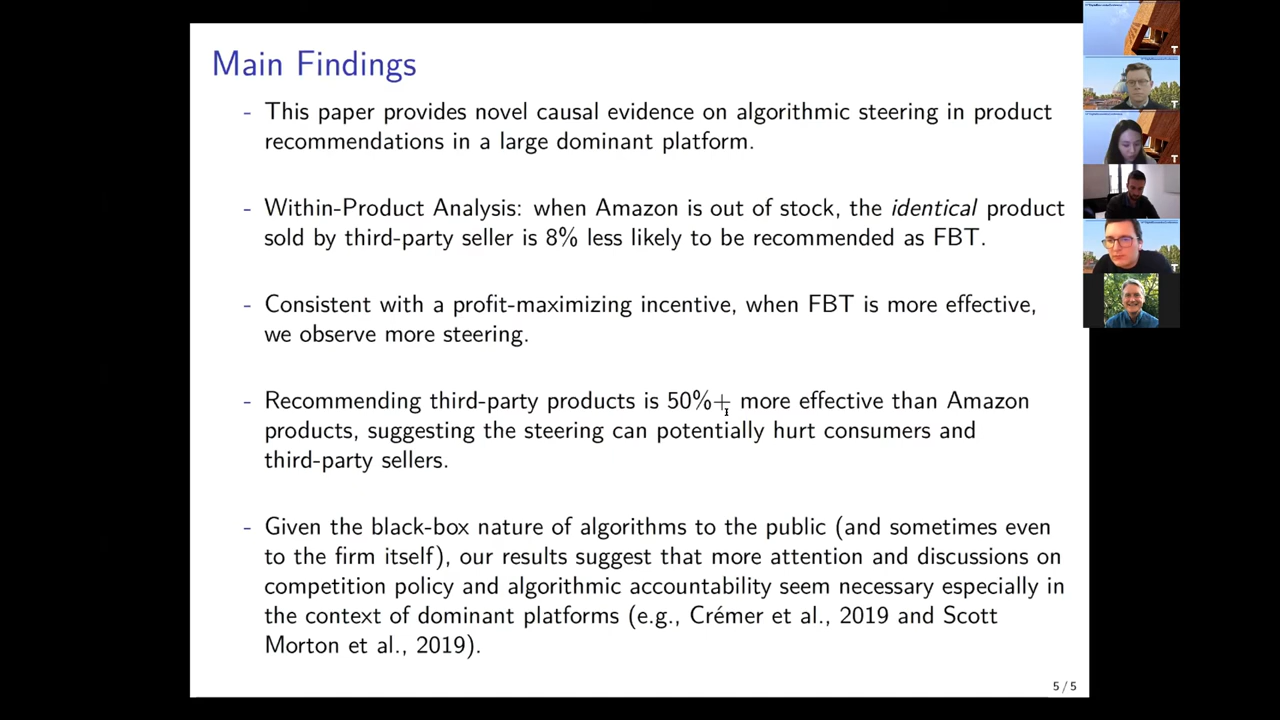 Main Findings
- This paper provides novel causal evidence on algorithmic steering in product
recommendations in a large dominant platform.
- Within-Product Analysis: when Amazon is out of stock, the identical product
sold by third-party seller is 8% less likely to be recommended as FBT.
- Consistent with a profit-maximizing incentive, when FBT is more effective,
we observe more steering.
- Recommending third-party products is 50%+ more effective than Amazon
products, suggesting the steering can potentially hurt consumers and
third-party sellers.
- Given the black-box nature of algorithms to the public (and sometimes even
to the firm itself), our results suggest that more attention and discussions on
competition policy and algorithmic accountability seem necessary especially in
the context of dominant platforms (e.g., Crémer et al., 2019 and Scott
Morton et al., 2019).
5 / 5